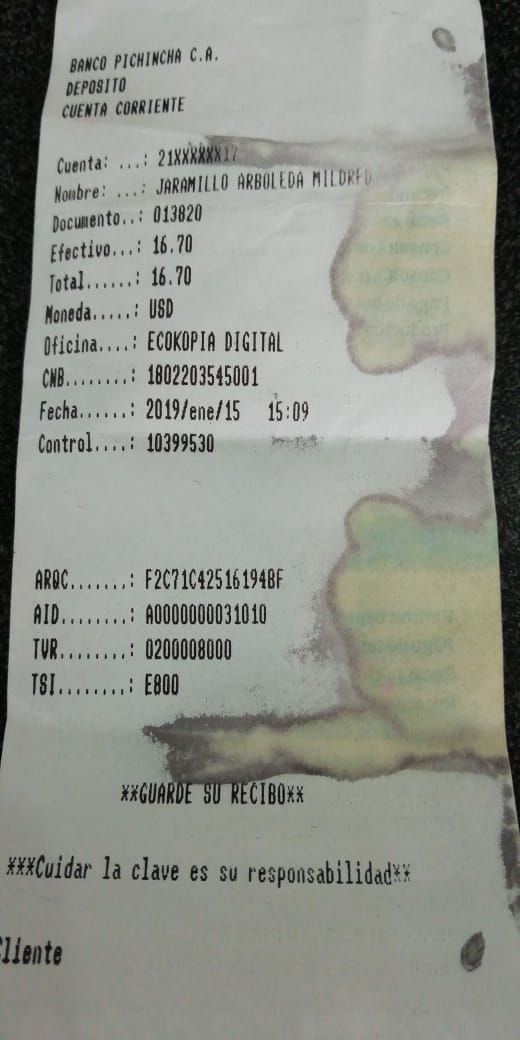 BANCO PICHINCHA C.A.
DEPOSITO
CUENTA CORRIENTE
Cuenta: ...: 21XXXXXX17
Nombre: ...: JARAMILLO ARBOLEDA MILDRED
Documento..: 013820
Efectivo...: 16.70
Total......: 16.70
Moneda.....: USD
Oficina....: ECOKOPIA DIGITAL
CNB........: 1802203545001
Fecha......: 2019/ene/15 15:09
Control....: 10399530
ARQC.......: F2C71C42516194BF
AID........: A0000000031010
TVR........: 0200008000
TSI........: E800
**GUARDE SU RECIBO**
***Cuidar la clave es su responsabilidad**
Cliente